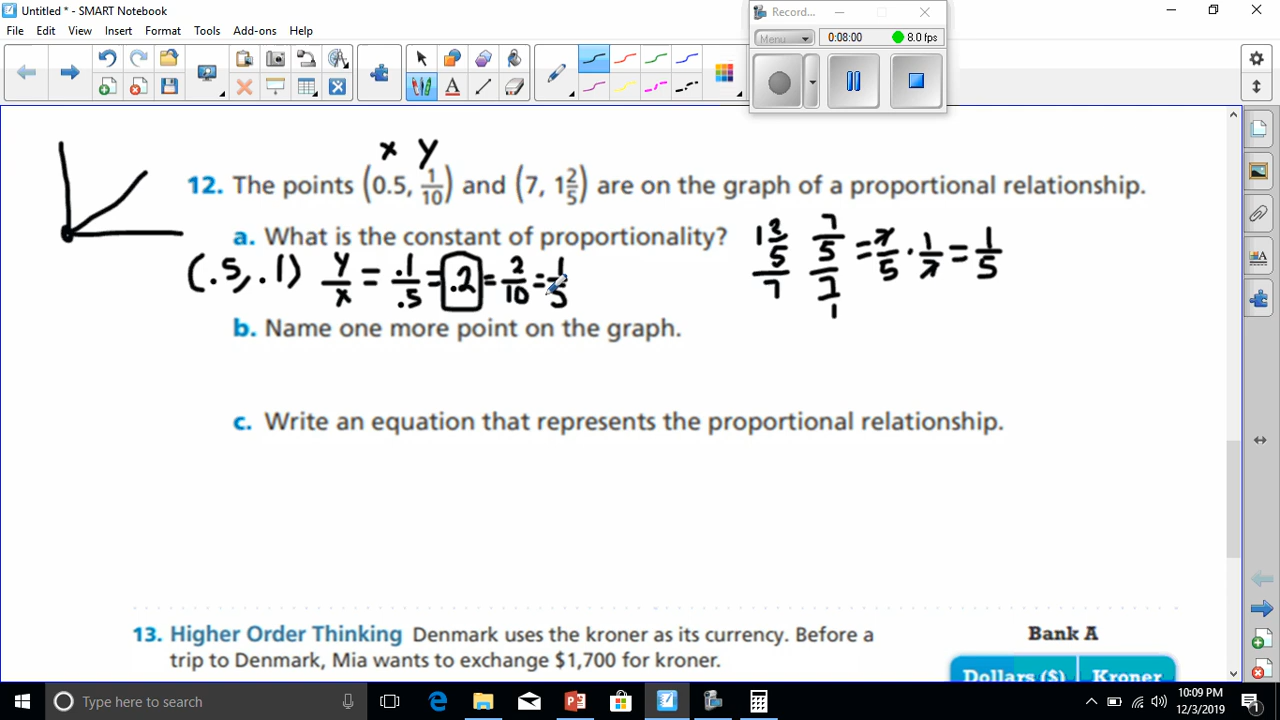 Untitled * - SMART Notebook
Record...
File Edit View Insert Format Tools Add-ons Help
Menu 0:08:00 8.0 fps
x y
12. The points (0.5, 1/10) and (7, 1 2/5) are on the graph of a proportional relationship.
a. What is the constant of proportionality?
(.5, .1) y/x = .1/.5 = .2 = 2/10 = 1/5
1 2/5 / 7 7/5 / 7/1 = 7/5 · 1/7 = 1/5
b. Name one more point on the graph.
c. Write an equation that represents the proportional relationship.
13. Higher Order Thinking Denmark uses the kroner as its currency. Before a
trip to Denmark, Mia wants to exchange $1,700 for kroner.
Bank A
Dollars ($) Kroner
Type here to search
10:09 PM
12/3/2019
1